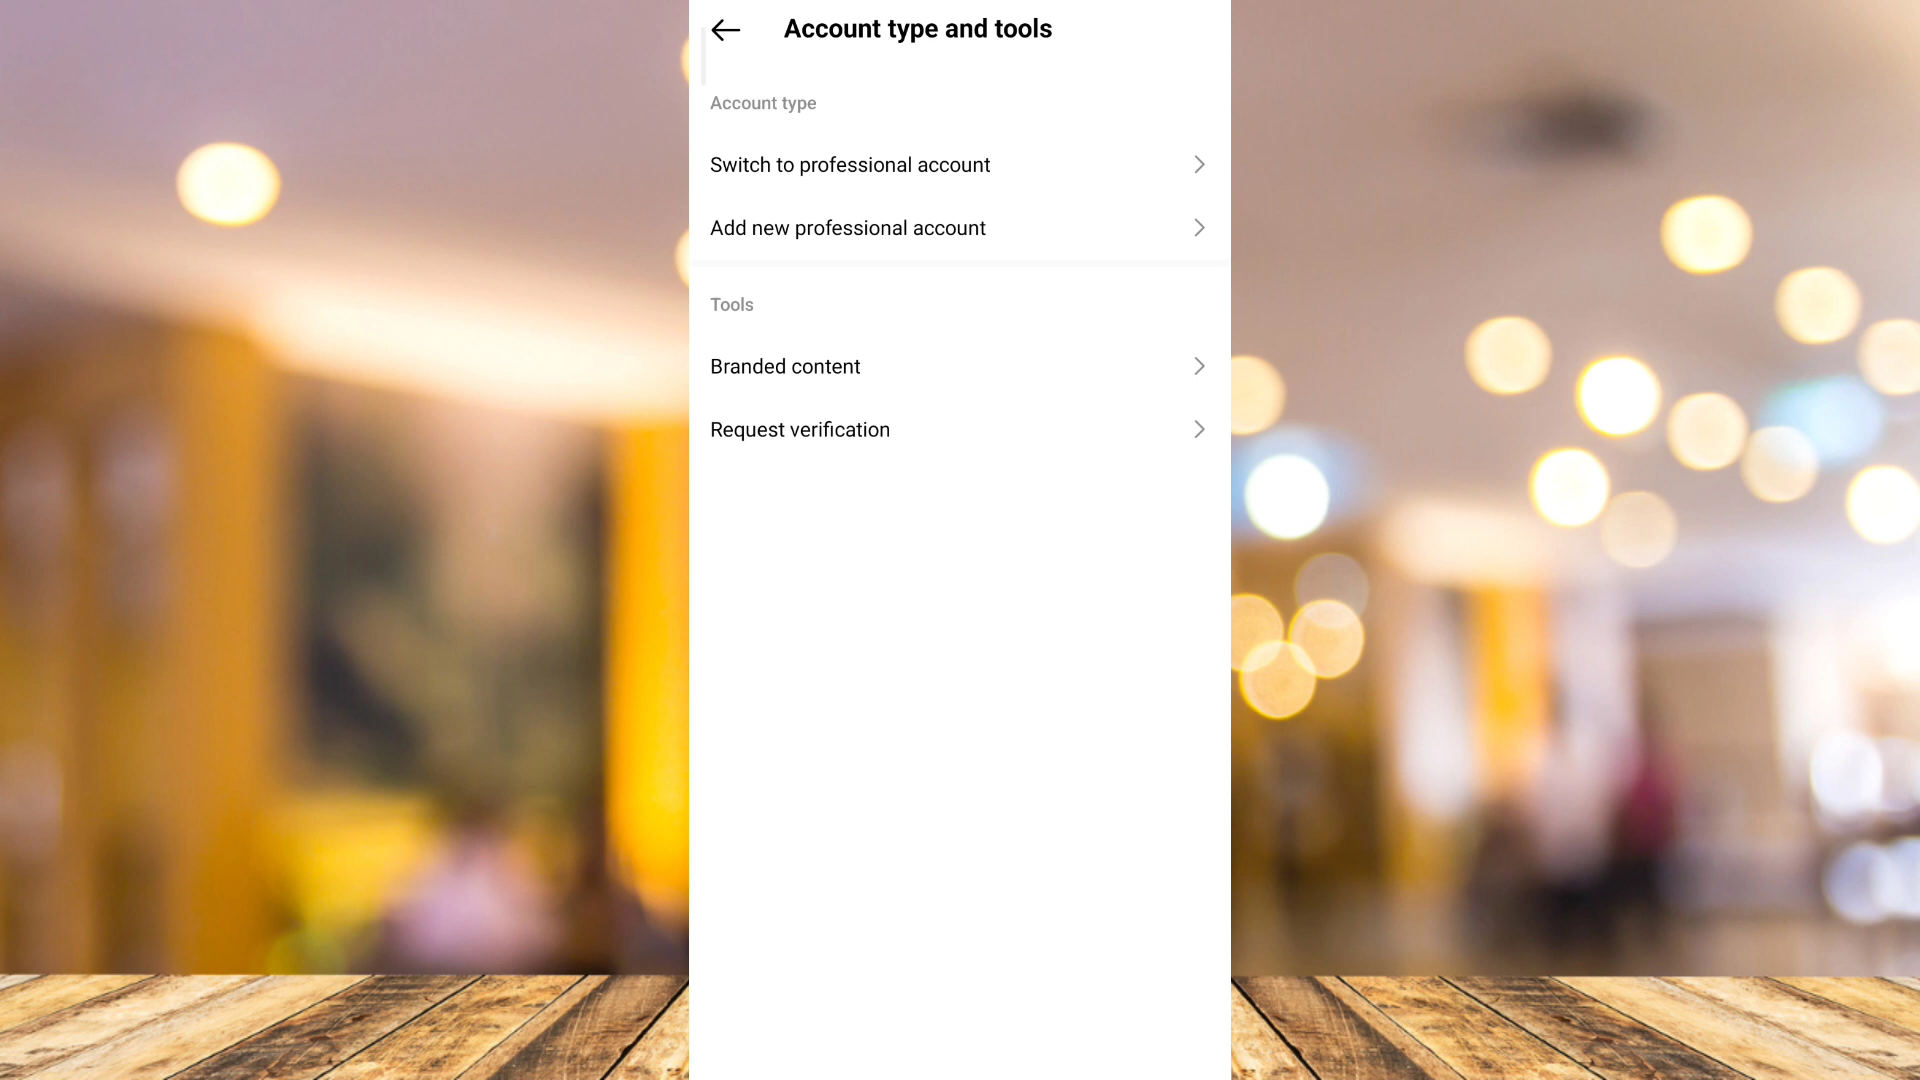 Account type and tools
Account type
Switch to professional account
Add new professional account
Tools
Branded content
Request verification